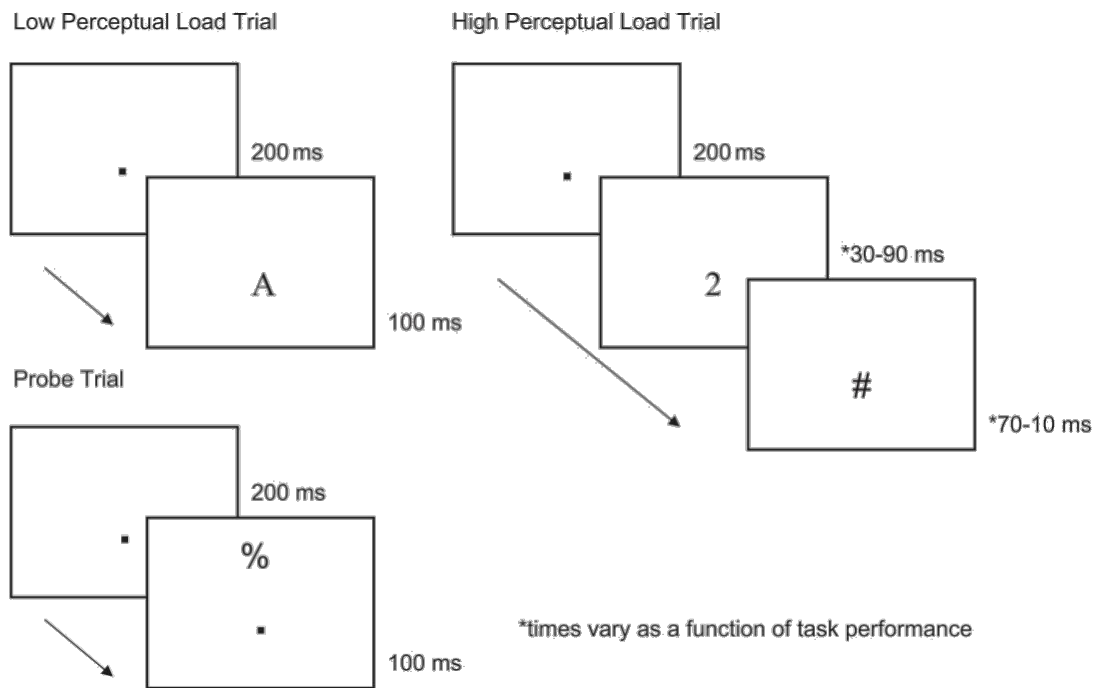 Low Perceptual Load Trial
200 ms
A
100 ms
High Perceptual Load Trial
200 ms
2
*30-90 ms
#
*70-10 ms
Probe Trial
200 ms
%
100 ms
*times vary as a function of task performance